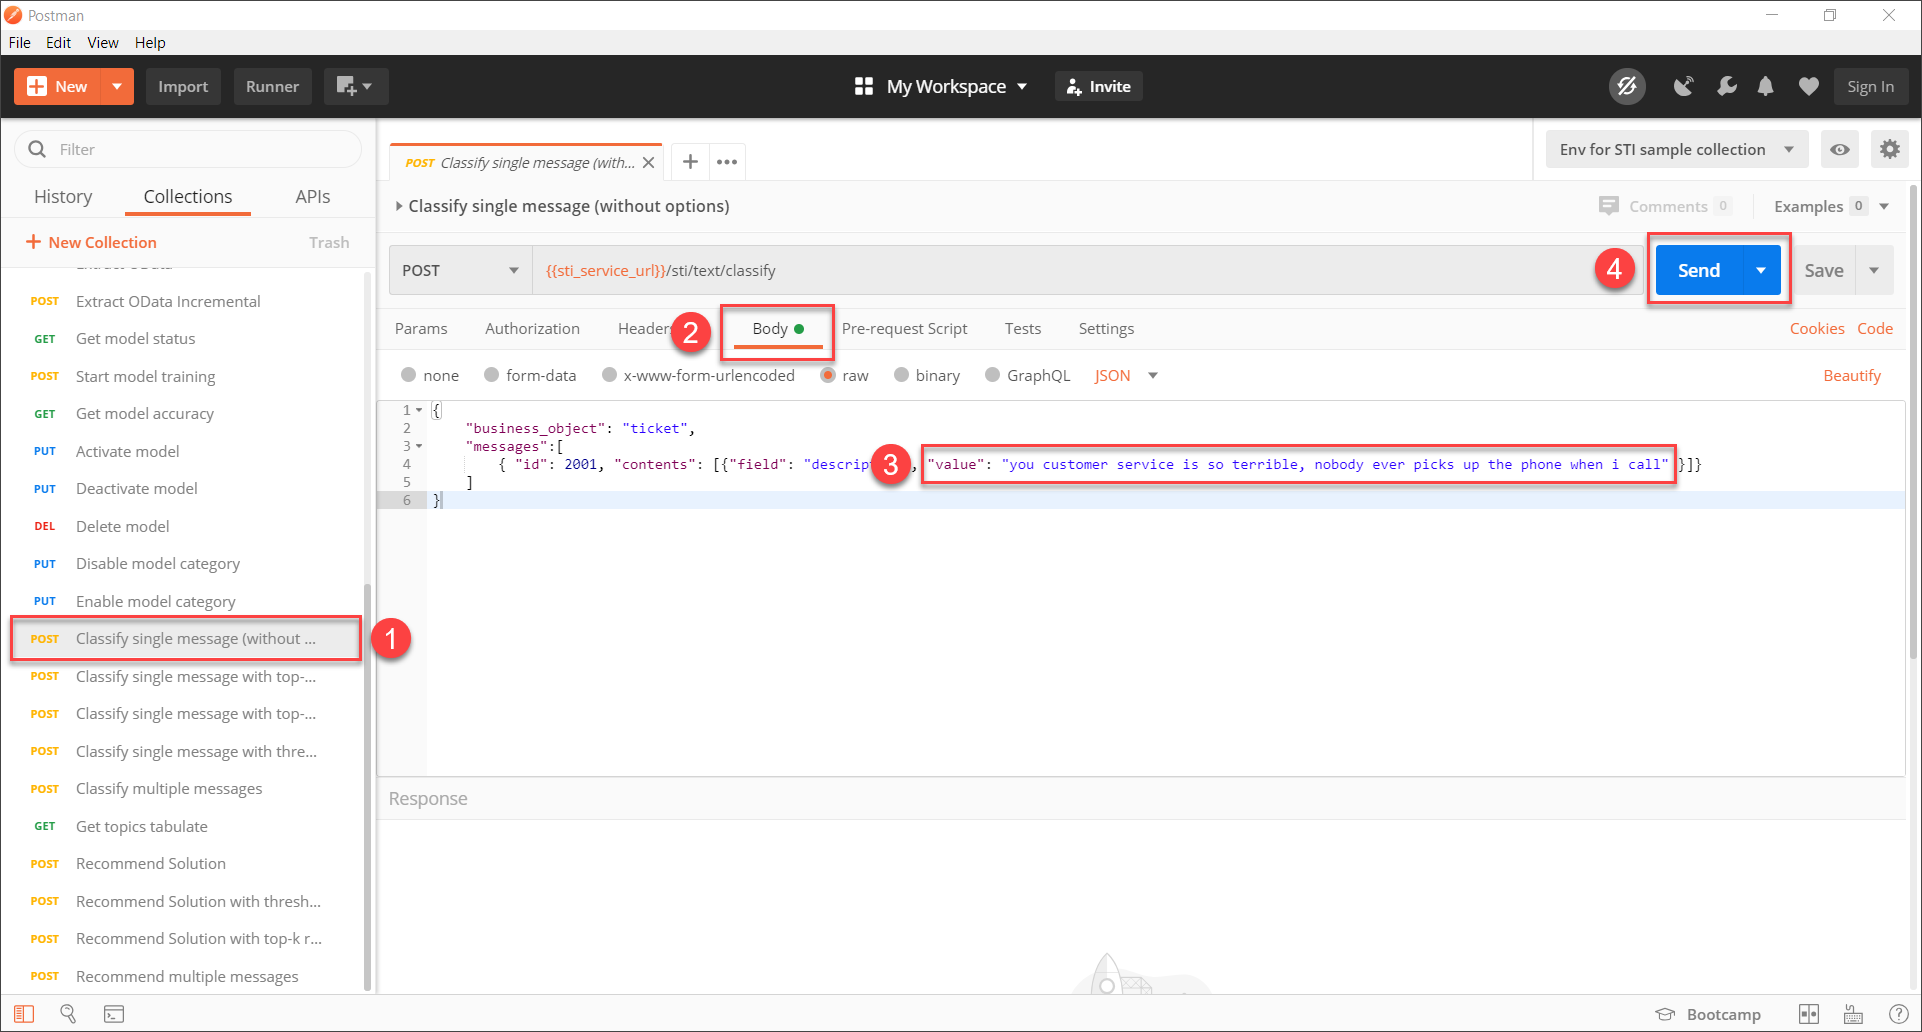 Postman
File Edit View Help
New Import Runner My Workspace Invite Sign In
Filter
History Collections APIs
New Collection Trash
POST Extract OData Incremental
GET Get model status
POST Start model training
GET Get model accuracy
PUT Activate model
PUT Deactivate model
DEL Delete model
PUT Disable model category
PUT Enable model category
POST Classify single message (without ...
1
POST Classify single message with top-...
POST Classify single message with top-...
POST Classify single message with thre...
POST Classify multiple messages
GET Get topics tabulate
POST Recommend Solution
POST Recommend Solution with thresh...
POST Recommend Solution with top-k r...
POST Recommend multiple messages
POST Classify single message (with...
Env for STI sample collection
Classify single message (without options)
Comments 0 Examples 0
POST {{sti_service_url}}/sti/text/classify
4 Send Save
Params Authorization Headers 2 Body Pre-request Script Tests Settings Cookies Code
none form-data x-www-form-urlencoded raw binary GraphQL JSON Beautify
1 {
2 "business_object": "ticket",
3 "messages":[
4 { "id": 2001, "contents": [{"field": "descript 3 , "value": "you customer service is so terrible, nobody ever picks up the phone when i call" }]}
5 ]
6 }
Response
Bootcamp